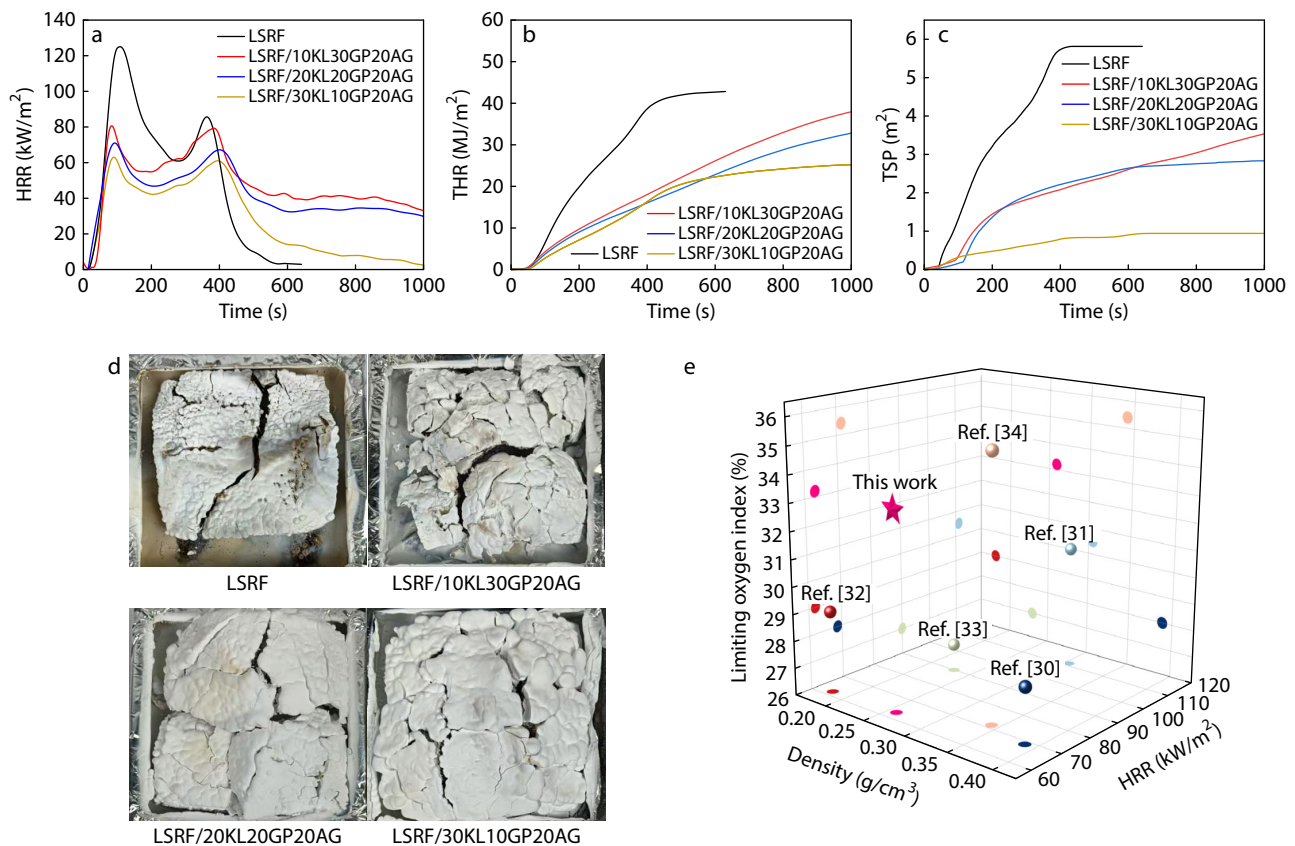 a
HRR (kW/m²)
140
120
100
80
60
40
20
0
0
200
400
600
800
1000
Time (s)
LSRF
LSRF/10KL30GP20AG
LSRF/20KL20GP20AG
LSRF/30KL10GP20AG
b
THR (MJ/m²)
60
50
40
30
20
10
0
0
200
400
600
800
1000
Time (s)
LSRF
LSRF/10KL30GP20AG
LSRF/20KL20GP20AG
LSRF/30KL10GP20AG
c
TSP (m²)
6
5
4
3
2
1
0
0
200
400
600
800
1000
Time (s)
LSRF
LSRF/10KL30GP20AG
LSRF/20KL20GP20AG
LSRF/30KL10GP20AG
d
LSRF
LSRF/10KL30GP20AG
LSRF/20KL20GP20AG
LSRF/30KL10GP20AG
e
Limiting oxygen index (%)
36
35
34
33
32
31
30
29
28
27
26
Ref. [34]
This work
Ref. [31]
Ref. [32]
Ref. [33]
Ref. [30]
0.20
0.25
0.30
0.35
0.40
Density (g/cm³)
60
70
80
90
100
110
120
HRR (kW/m²)